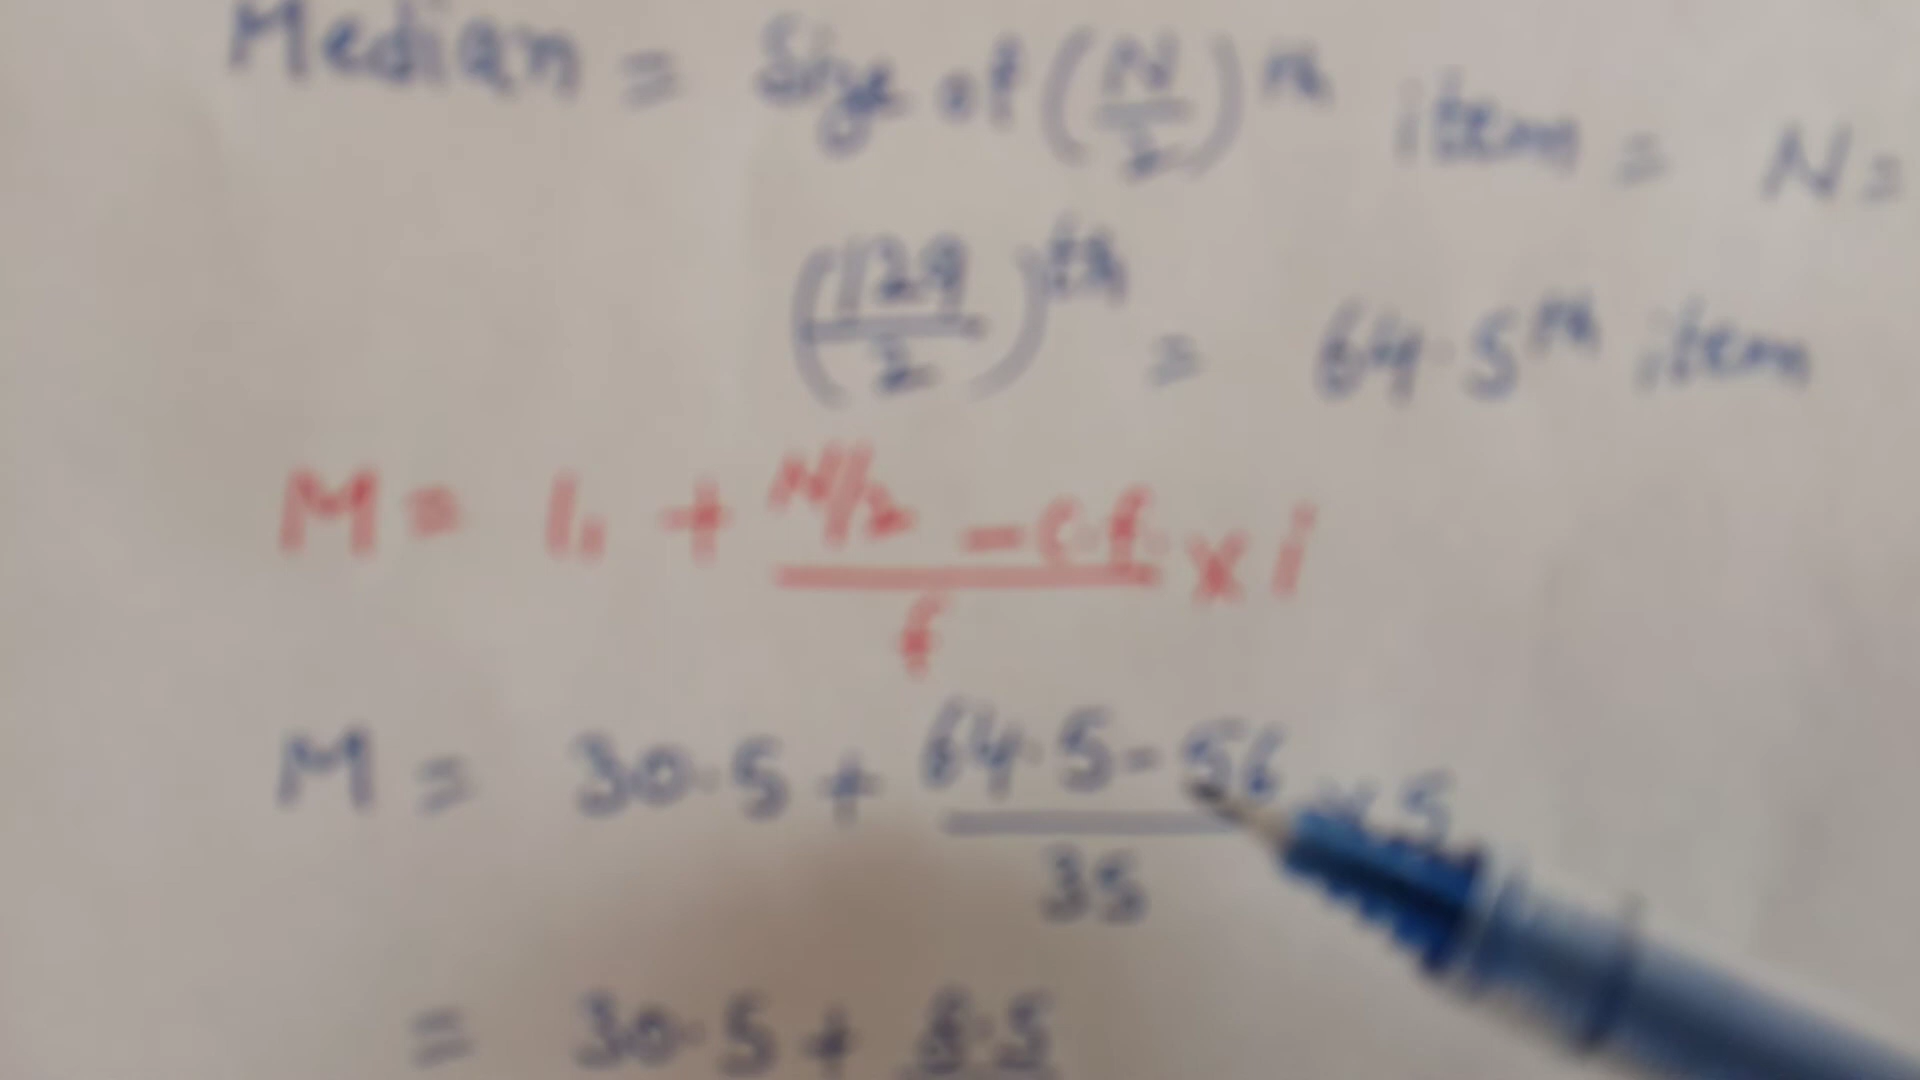 Median = Size of (N/2)th item = N =
(129/2)th = 64.5th item
M = l₁ + (N/2 - c.f.)/f x i
M = 30.5 + (64.5 - 56)/35 x 5
= 30.5 + 8.5